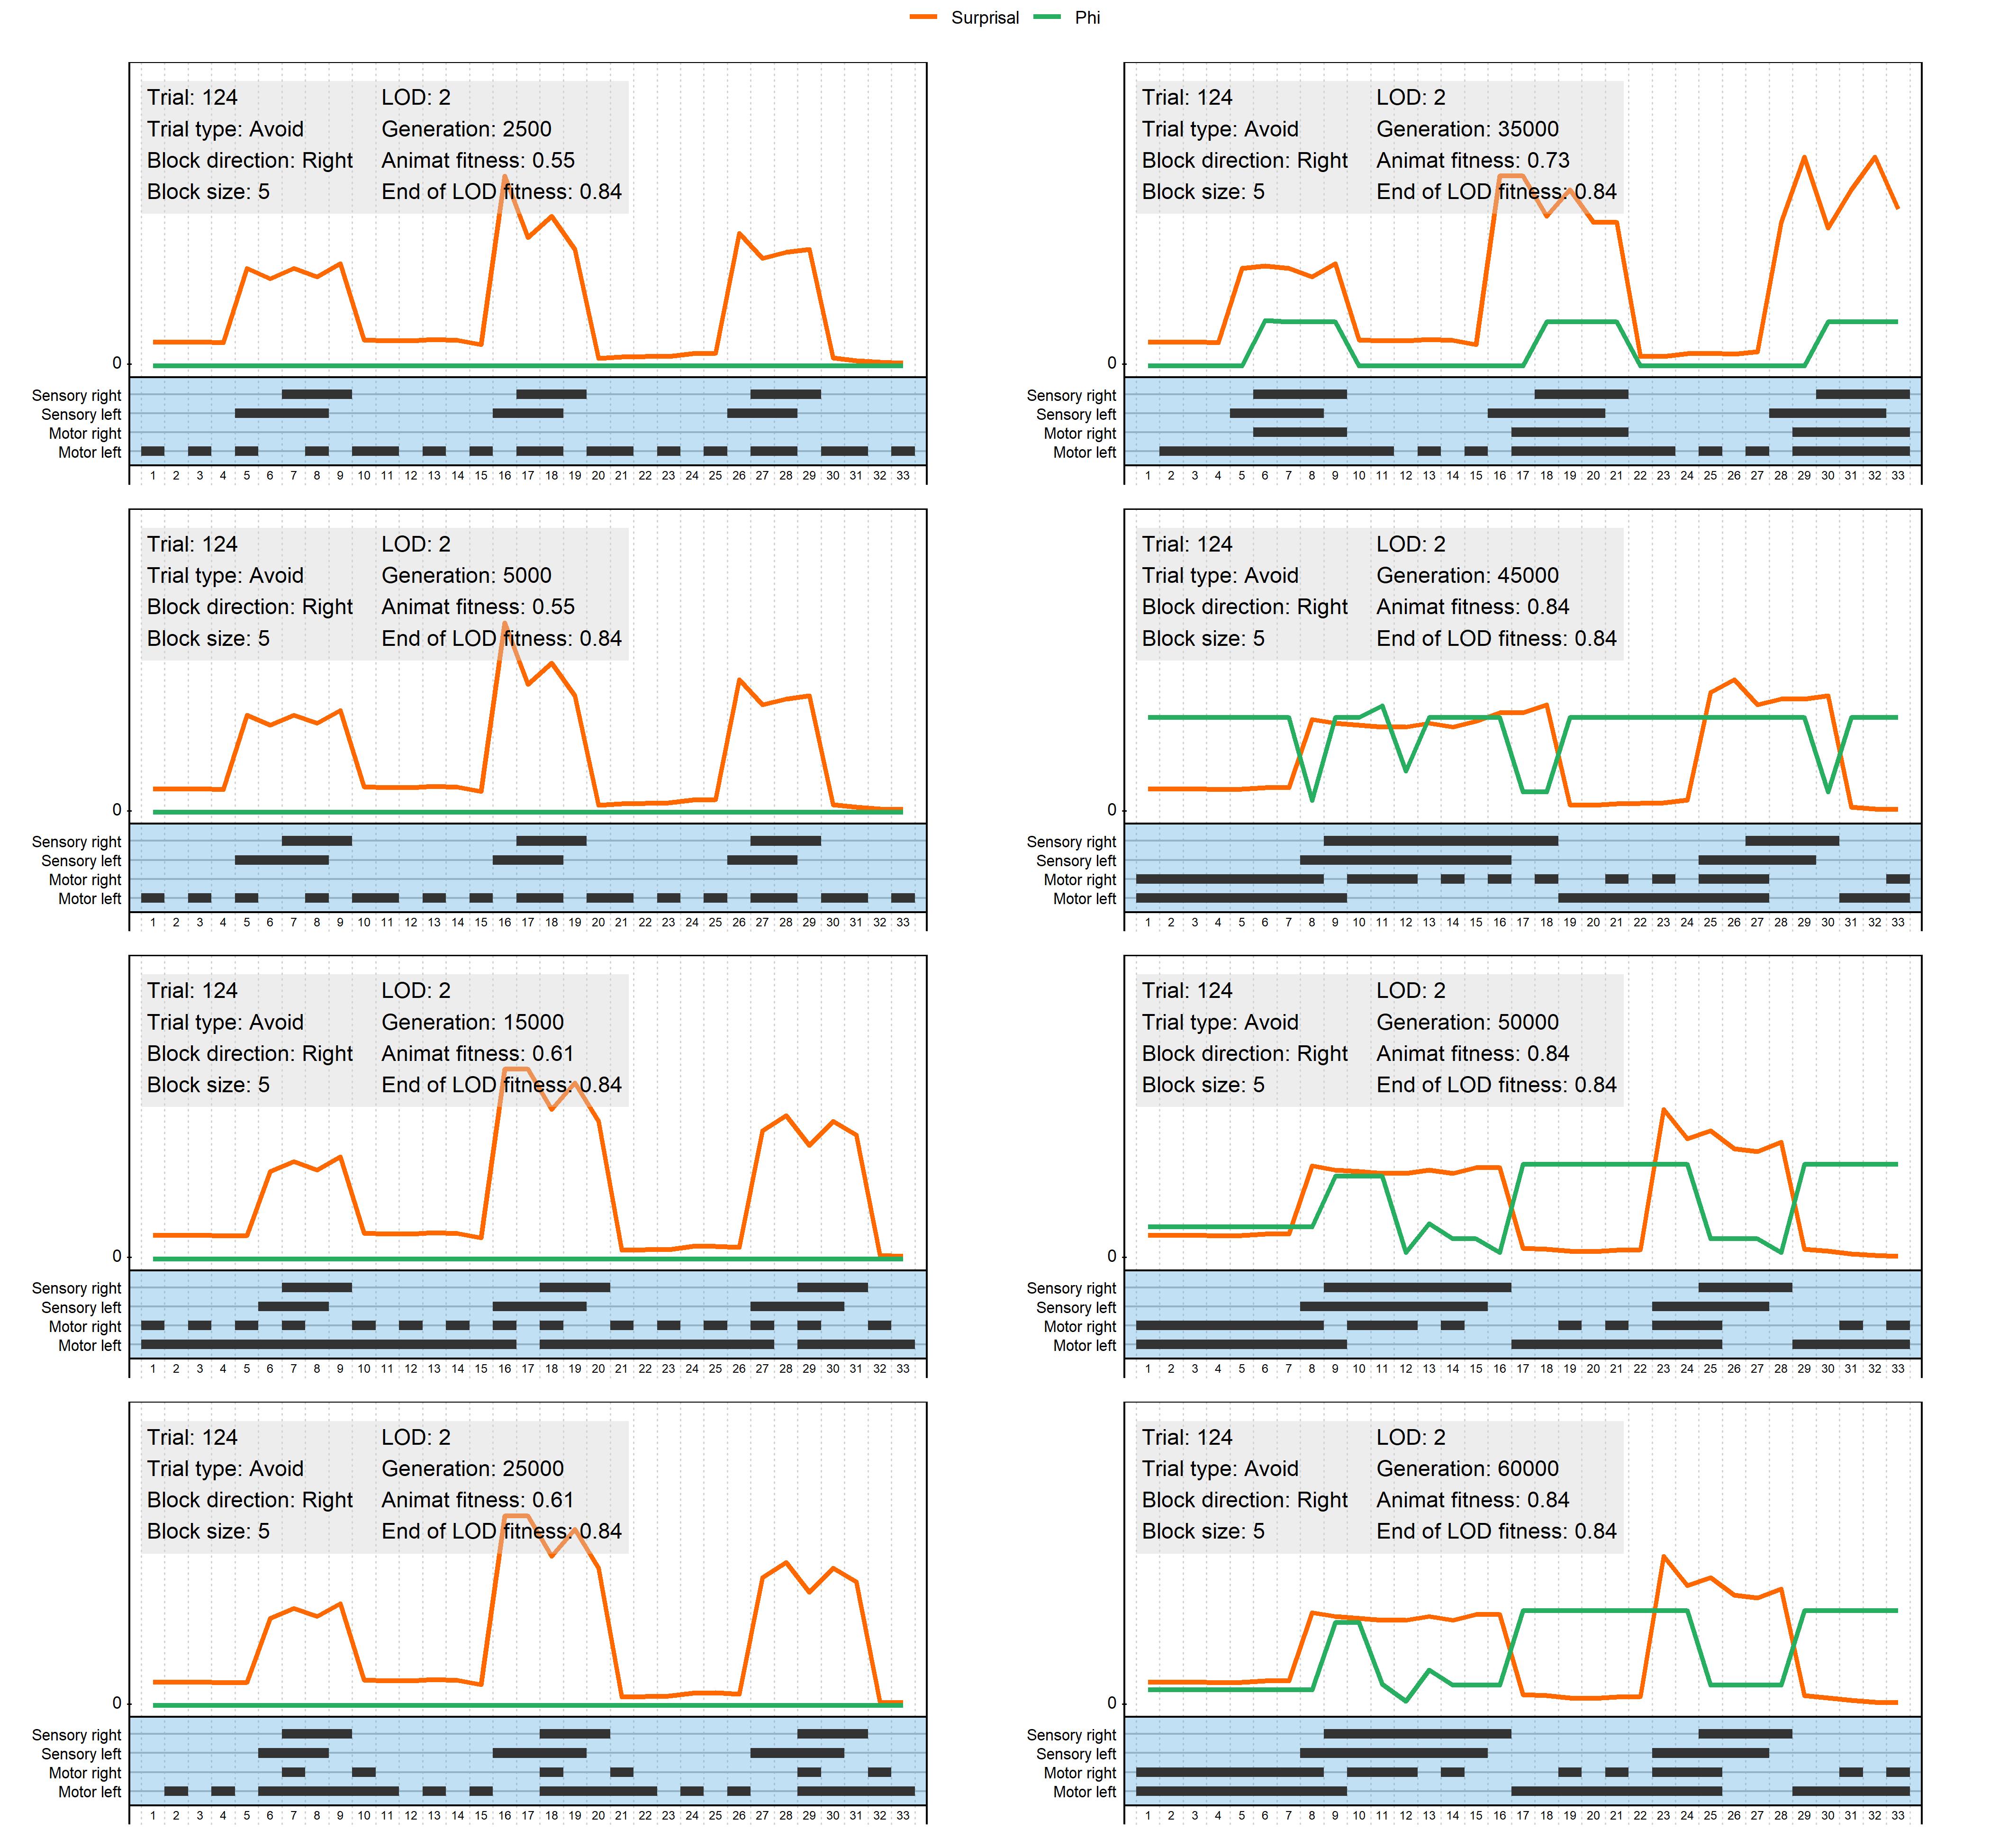 Surprisal Phi
Trial: 124 LOD: 2
Trial type: Avoid Generation: 2500
Block direction: Right Animat fitness: 0.55
Block size: 5 End of LOD fitness: 0.84
0
Sensory right
Sensory left
Motor right
Motor left
1 2 3 4 5 6 7 8 9 10 11 12 13 14 15 16 17 18 19 20 21 22 23 24 25 26 27 28 29 30 31 32 33
Trial: 124 LOD: 2
Trial type: Avoid Generation: 35000
Block direction: Right Animat fitness: 0.73
Block size: 5 End of LOD fitness: 0.84
0
Sensory right
Sensory left
Motor right
Motor left
1 2 3 4 5 6 7 8 9 10 11 12 13 14 15 16 17 18 19 20 21 22 23 24 25 26 27 28 29 30 31 32 33
Trial: 124 LOD: 2
Trial type: Avoid Generation: 5000
Block direction: Right Animat fitness: 0.55
Block size: 5 End of LOD fitness: 0.84
0
Sensory right
Sensory left
Motor right
Motor left
1 2 3 4 5 6 7 8 9 10 11 12 13 14 15 16 17 18 19 20 21 22 23 24 25 26 27 28 29 30 31 32 33
Trial: 124 LOD: 2
Trial type: Avoid Generation: 45000
Block direction: Right Animat fitness: 0.84
Block size: 5 End of LOD fitness: 0.84
0
Sensory right
Sensory left
Motor right
Motor left
1 2 3 4 5 6 7 8 9 10 11 12 13 14 15 16 17 18 19 20 21 22 23 24 25 26 27 28 29 30 31 32 33
Trial: 124 LOD: 2
Trial type: Avoid Generation: 15000
Block direction: Right Animat fitness: 0.61
Block size: 5 End of LOD fitness: 0.84
0
Sensory right
Sensory left
Motor right
Motor left
1 2 3 4 5 6 7 8 9 10 11 12 13 14 15 16 17 18 19 20 21 22 23 24 25 26 27 28 29 30 31 32 33
Trial: 124 LOD: 2
Trial type: Avoid Generation: 50000
Block direction: Right Animat fitness: 0.84
Block size: 5 End of LOD fitness: 0.84
0
Sensory right
Sensory left
Motor right
Motor left
1 2 3 4 5 6 7 8 9 10 11 12 13 14 15 16 17 18 19 20 21 22 23 24 25 26 27 28 29 30 31 32 33
Trial: 124 LOD: 2
Trial type: Avoid Generation: 25000
Block direction: Right Animat fitness: 0.61
Block size: 5 End of LOD fitness: 0.84
0
Sensory right
Sensory left
Motor right
Motor left
1 2 3 4 5 6 7 8 9 10 11 12 13 14 15 16 17 18 19 20 21 22 23 24 25 26 27 28 29 30 31 32 33
Trial: 124 LOD: 2
Trial type: Avoid Generation: 60000
Block direction: Right Animat fitness: 0.84
Block size: 5 End of LOD fitness: 0.84
0
Sensory right
Sensory left
Motor right
Motor left
1 2 3 4 5 6 7 8 9 10 11 12 13 14 15 16 17 18 19 20 21 22 23 24 25 26 27 28 29 30 31 32 33